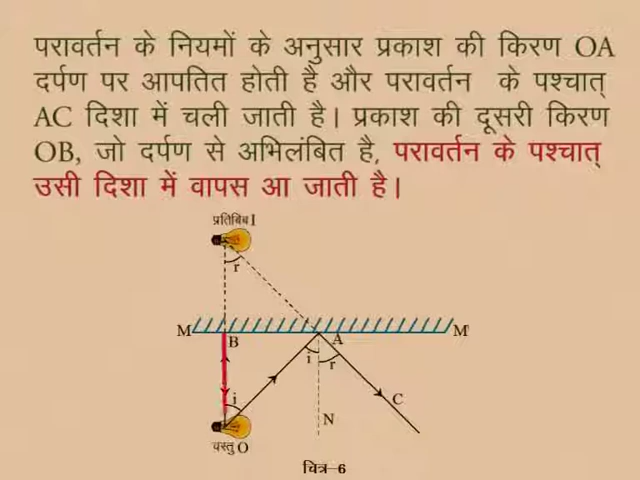 परावर्तन के नियमों के अनुसार प्रकाश की किरण OA
दर्पण पर आपतित होती है और परावर्तन के पश्चात्
AC दिशा में चली जाती है। प्रकाश की दूसरी किरण
OB, जो दर्पण से अभिलंबित है, परावर्तन के पश्चात्
उसी दिशा में वापस आ जाती है।
प्रतिबिंब I
r
M
B
A
M'
i
r
i
C
N
वस्तु O
चित्र–6